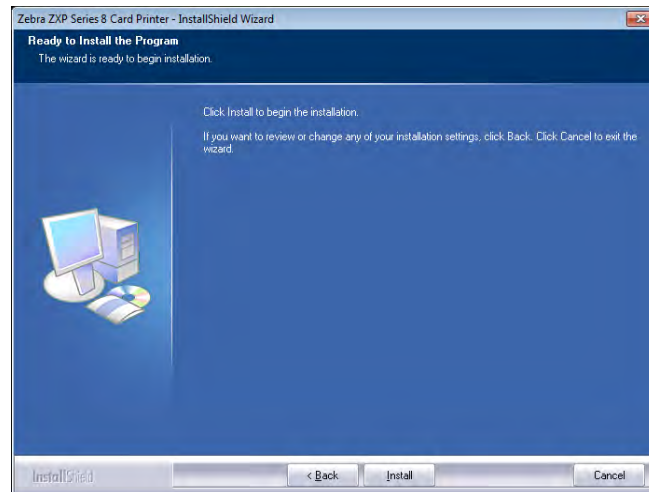 Zebra ZXP Series 8 Card Printer - InstallShield Wizard
Ready to Install the Program
The wizard is ready to begin installation.
Click Install to begin the installation.
If you want to review or change any of your installation settings, click Back. Click Cancel to exit the
wizard.
InstallShield
< Back
Install
Cancel